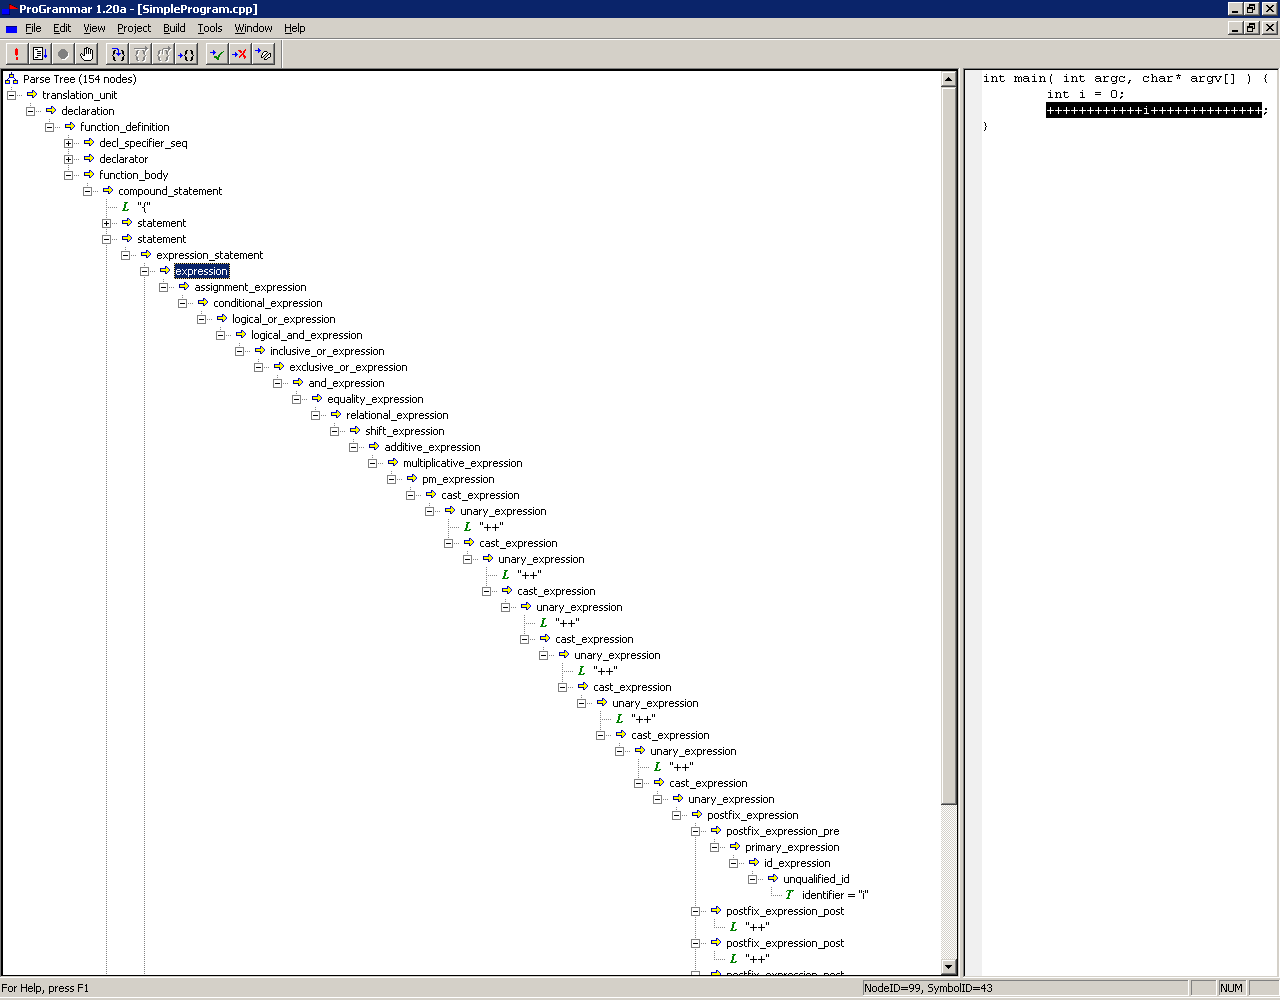 ProGrammar 1.20a - [SimpleProgram.cpp]
File Edit View Project Build Tools Window Help
Parse Tree (154 nodes)
translation_unit
declaration
function_definition
decl_specifier_seq
declarator
function_body
compound_statement
L "{"
statement
statement
expression_statement
expression
assignment_expression
conditional_expression
logical_or_expression
logical_and_expression
inclusive_or_expression
exclusive_or_expression
and_expression
equality_expression
relational_expression
shift_expression
additive_expression
multiplicative_expression
pm_expression
cast_expression
unary_expression
L "++"
cast_expression
unary_expression
L "++"
cast_expression
unary_expression
L "++"
cast_expression
unary_expression
L "++"
cast_expression
unary_expression
L "++"
cast_expression
unary_expression
L "++"
cast_expression
unary_expression
postfix_expression
postfix_expression_pre
primary_expression
id_expression
unqualified_id
T identifier = "i"
postfix_expression_post
L "++"
postfix_expression_post
L "++"
postfix_expression_post
int main( int argc, char* argv[] ) {
int i = 0;
++++++++++++i++++++++++++++;
}
For Help, press F1
NodeID=99, SymbolID=43
NUM